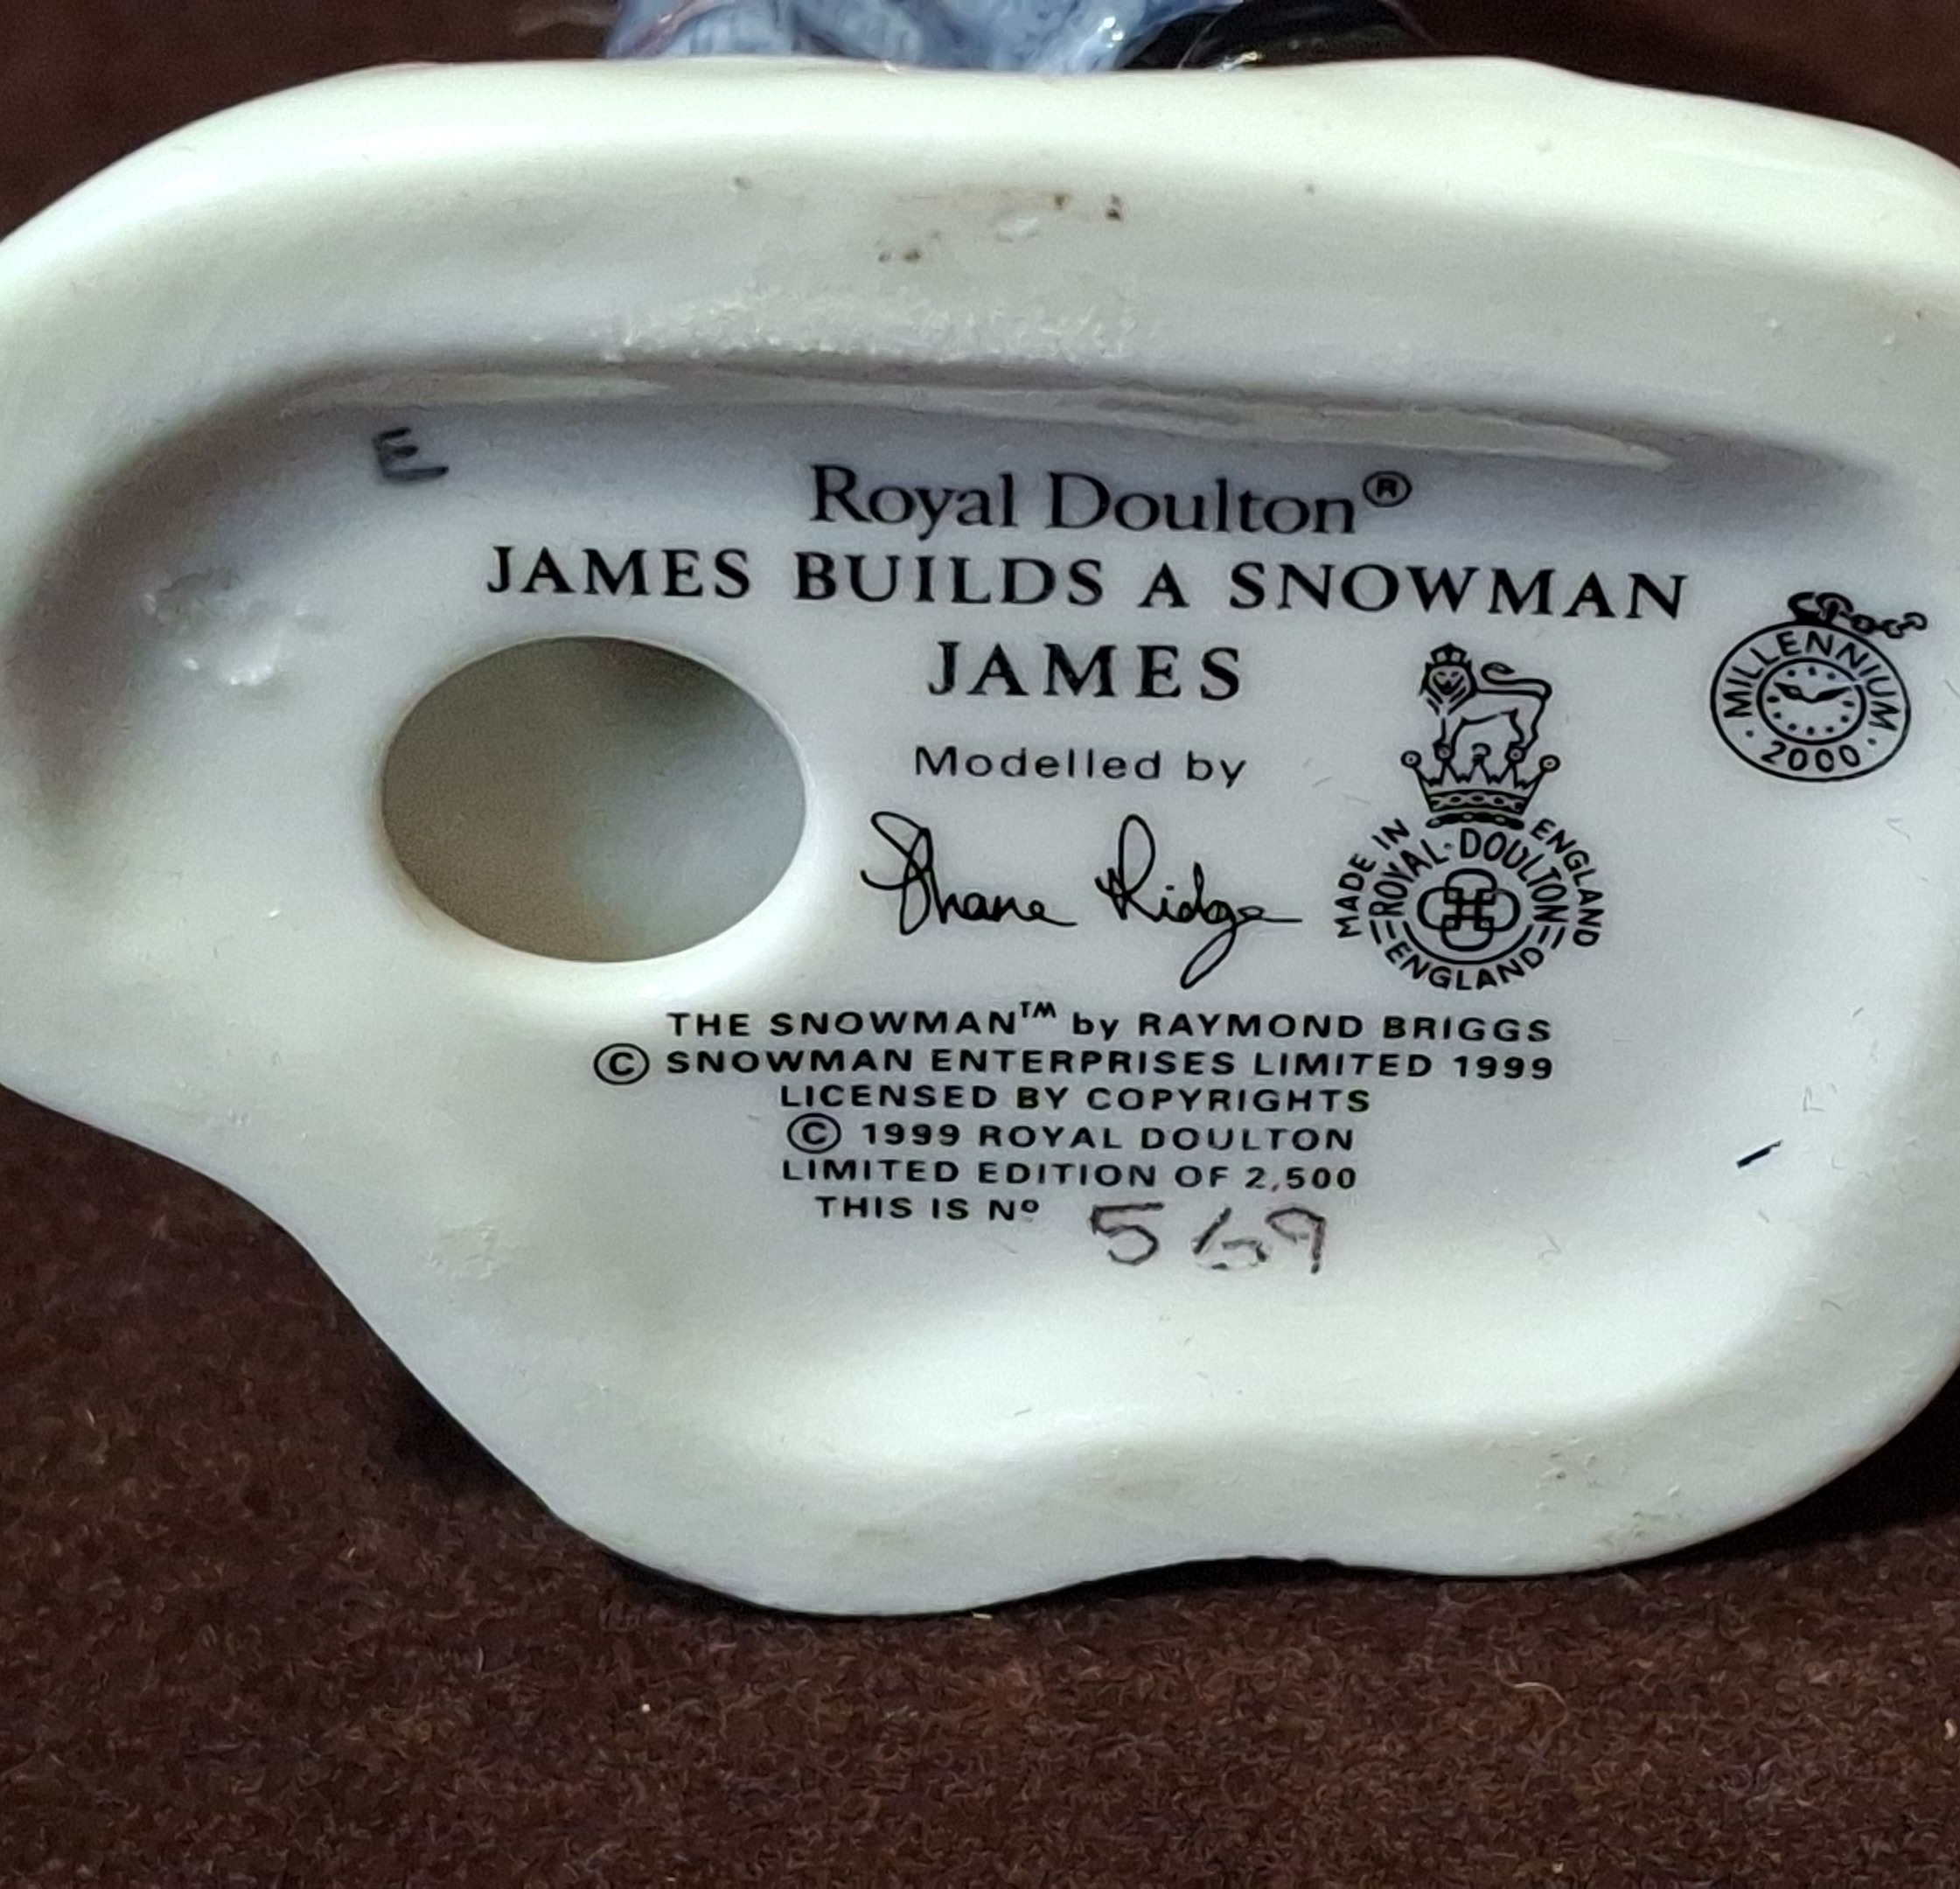 E
Royal Doulton®
JAMES BUILDS A SNOWMAN
JAMES
Modelled by
Shane Ridge
MADE IN ENGLAND
ROYAL·DOULTON
ENGLAND
MILLENNIUM
·2000·
THE SNOWMAN™ by RAYMOND BRIGGS
© SNOWMAN ENTERPRISES LIMITED 1999
LICENSED BY COPYRIGHTS
© 1999 ROYAL DOULTON
LIMITED EDITION OF 2,500
THIS IS Nº 569